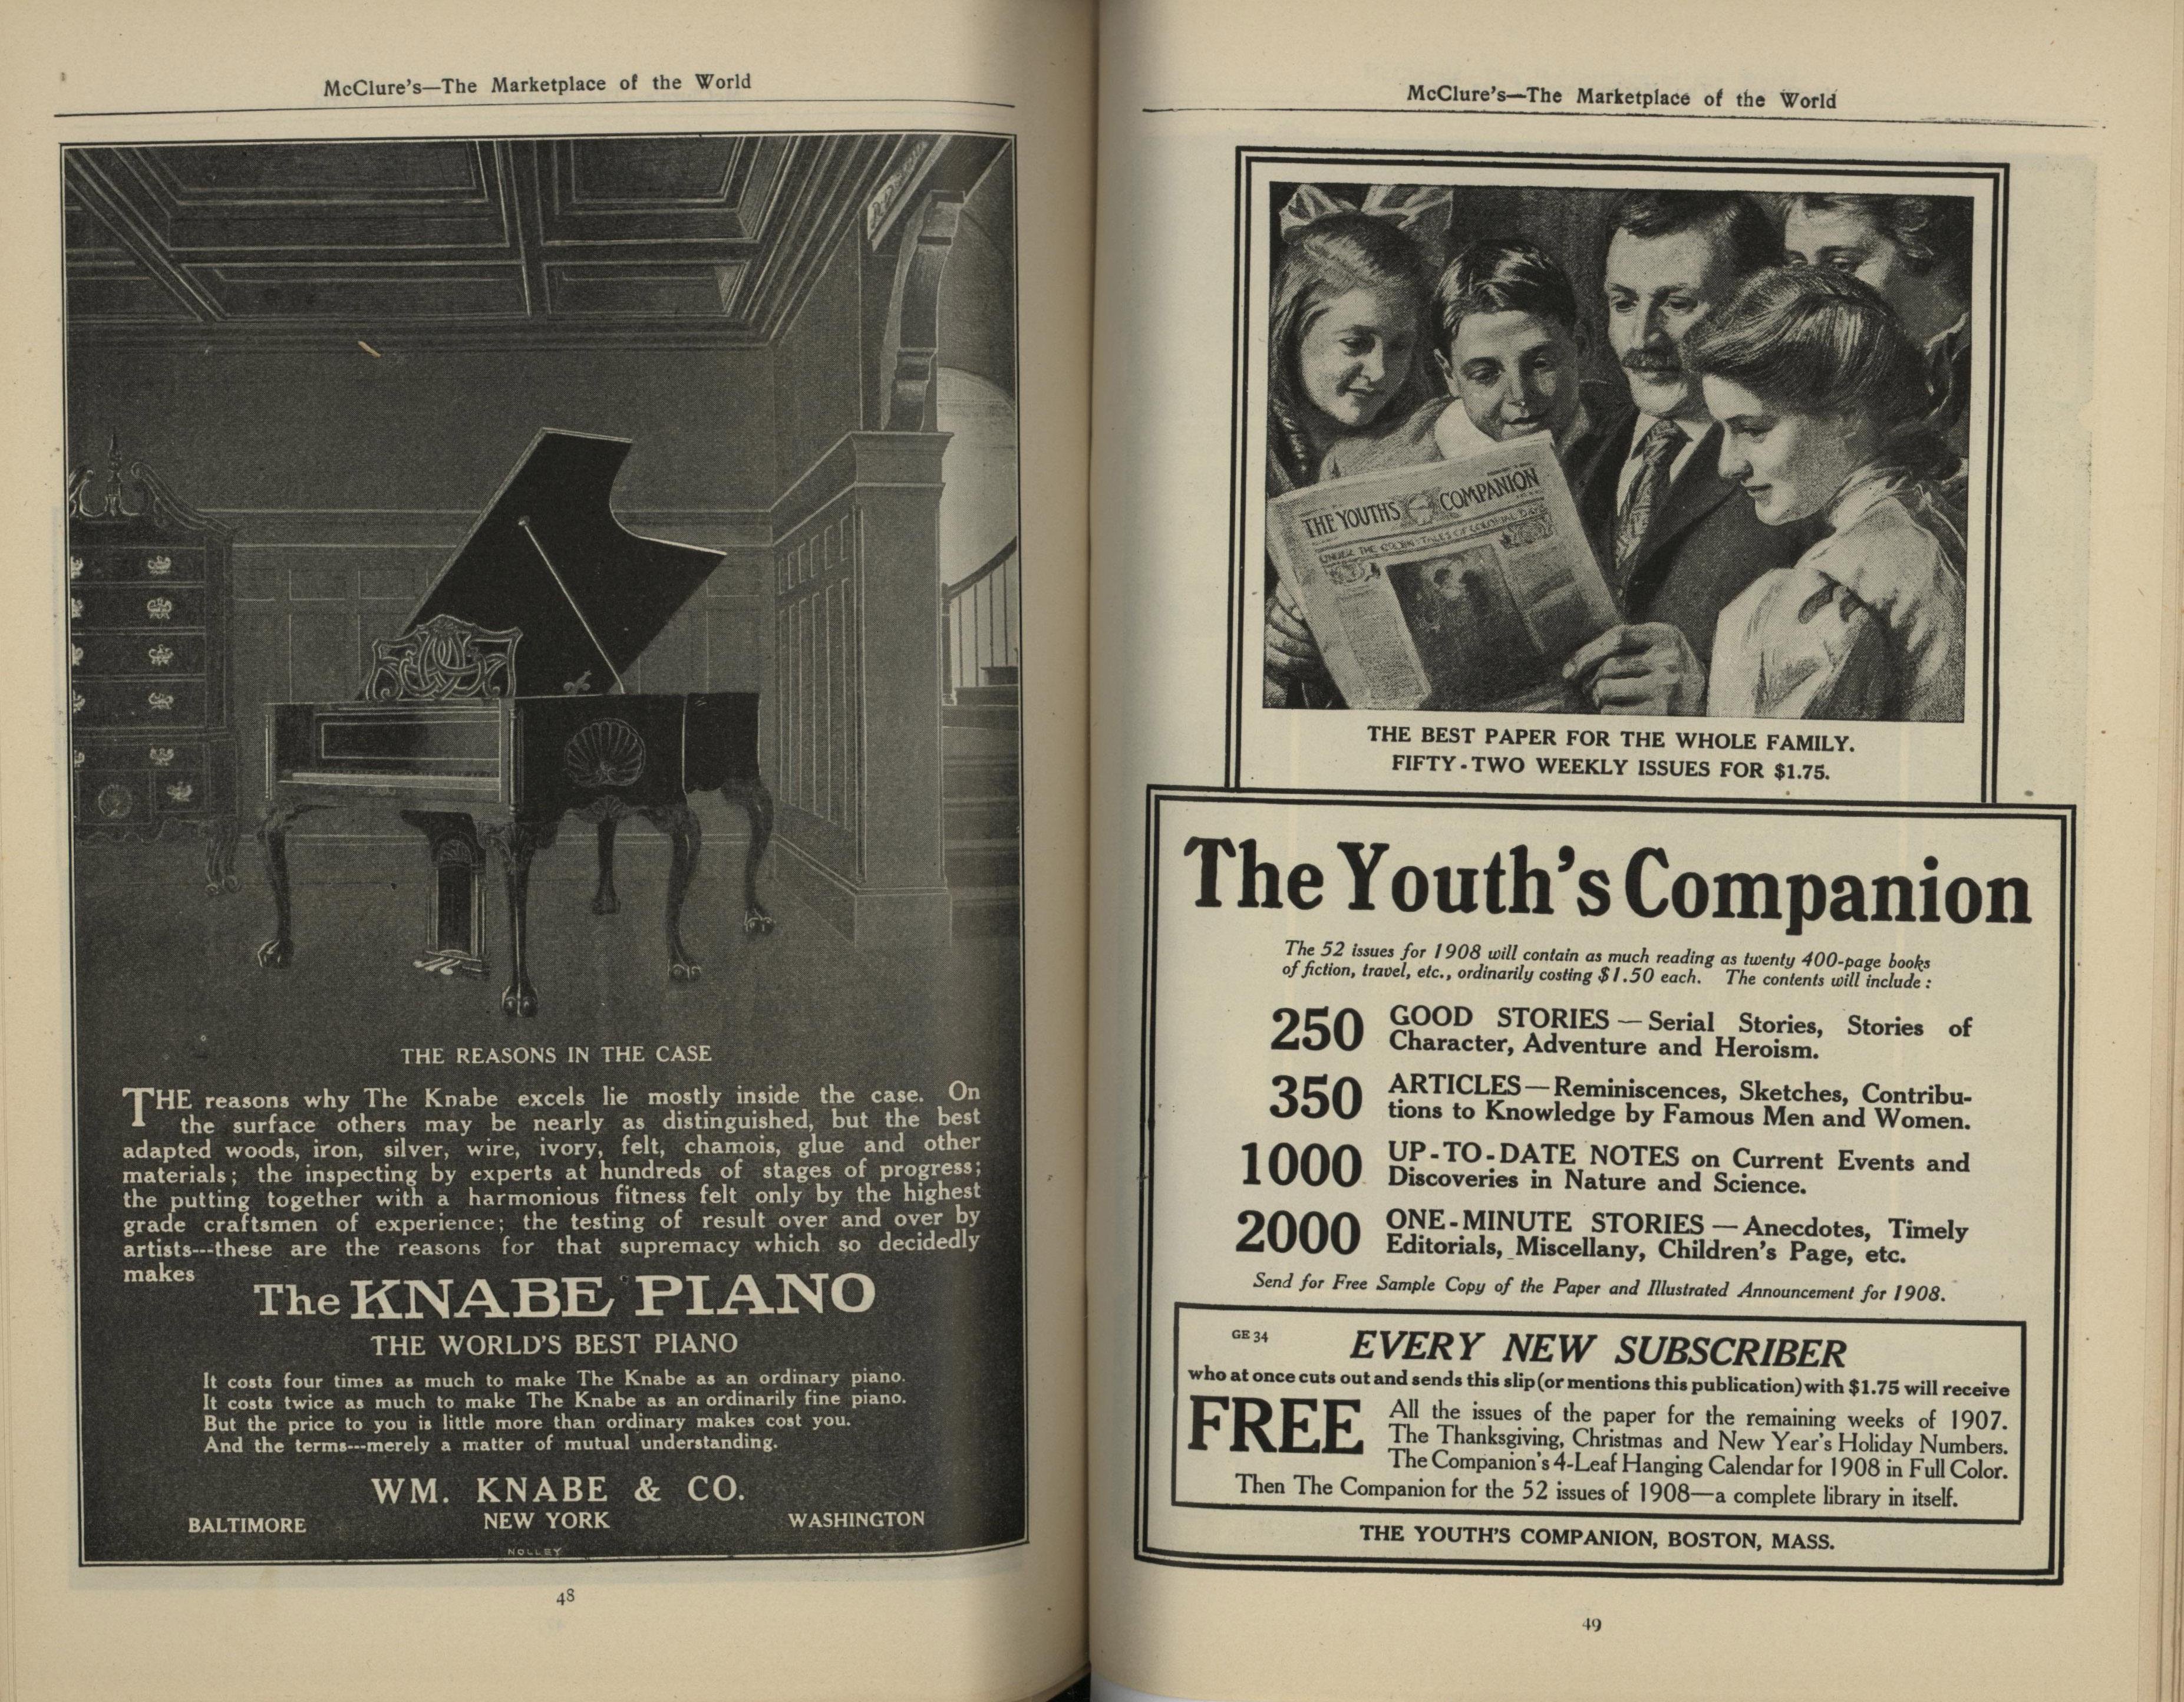 McClure's—The Marketplace of the World
THE REASONS IN THE CASE
THE reasons why The Knabe excels lie mostly inside the case. On
the surface others may be nearly as distinguished, but the best
adapted woods, iron, silver, wire, ivory, felt, chamois, glue and other
materials; the inspecting by experts at hundreds of stages of progress;
the putting together with a harmonious fitness felt only by the highest
grade craftsmen of experience; the testing of result over and over by
artists---these are the reasons for that supremacy which so decidedly
makes
The KNABE PIANO
THE WORLD'S BEST PIANO
It costs four times as much to make The Knabe as an ordinary piano.
It costs twice as much to make The Knabe as an ordinarily fine piano.
But the price to you is little more than ordinary makes cost you.
And the terms---merely a matter of mutual understanding.
WM. KNABE & CO.
BALTIMORE NEW YORK WASHINGTON
NOLLEY
48
McClure's—The Marketplace of the World
THE YOUTHS COMPANION
THE BEST PAPER FOR THE WHOLE FAMILY.
FIFTY-TWO WEEKLY ISSUES FOR $1.75.
The Youth's Companion
The 52 issues for 1908 will contain as much reading as twenty 400-page books
of fiction, travel, etc., ordinarily costing $1.50 each. The contents will include:
250 GOOD STORIES — Serial Stories, Stories of
Character, Adventure and Heroism.
350 ARTICLES—Reminiscences, Sketches, Contribu-
tions to Knowledge by Famous Men and Women.
1000 UP-TO-DATE NOTES on Current Events and
Discoveries in Nature and Science.
2000 ONE-MINUTE STORIES — Anecdotes, Timely
Editorials, Miscellany, Children's Page, etc.
Send for Free Sample Copy of the Paper and Illustrated Announcement for 1908.
GE 34 EVERY NEW SUBSCRIBER
who at once cuts out and sends this slip (or mentions this publication) with $1.75 will receive
FREE All the issues of the paper for the remaining weeks of 1907.
The Thanksgiving, Christmas and New Year's Holiday Numbers.
The Companion's 4-Leaf Hanging Calendar for 1908 in Full Color.
Then The Companion for the 52 issues of 1908—a complete library in itself.
THE YOUTH'S COMPANION, BOSTON, MASS.
49